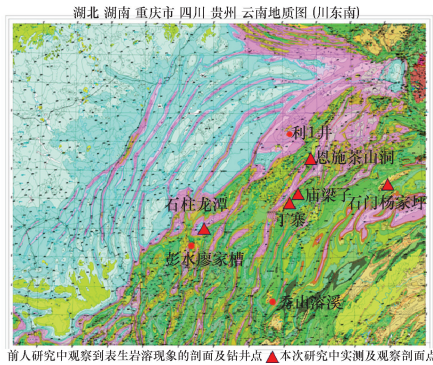 湖北 湖南 重庆市 四川 贵州 云南地质图 (川东南)
利1井
恩施茶山洞
庙梁子
石门杨家坪
丁寨
石柱龙潭
彭水廖家槽
秀山溶溪
前人研究中观察到表生岩溶现象的剖面及钻井点 本次研究中实测及观察剖面点